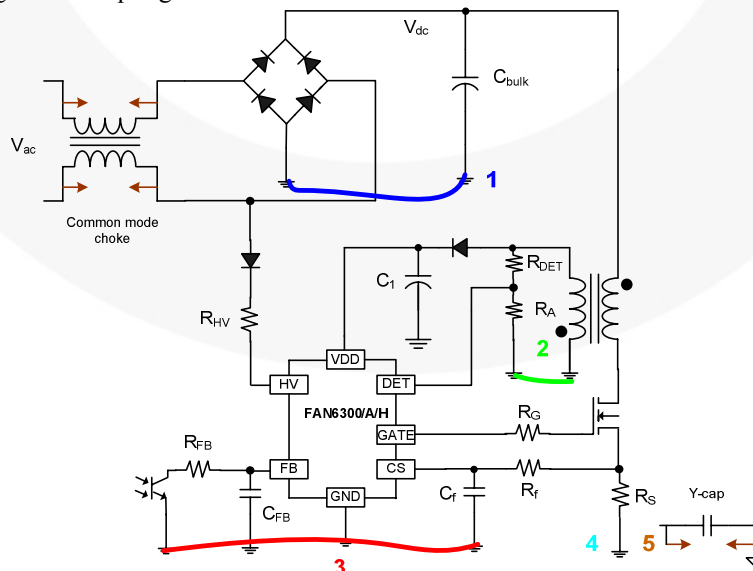 Vdc
Cbulk
Vac
1
Common mode
choke
C1
RDET
RA
RHV
2
VDD
HV
DET
FAN6300/A/H
RG
GATE
RFB
FB
CS
Cf
Rf
RS
Y-cap
GND
CFB
4
5
3